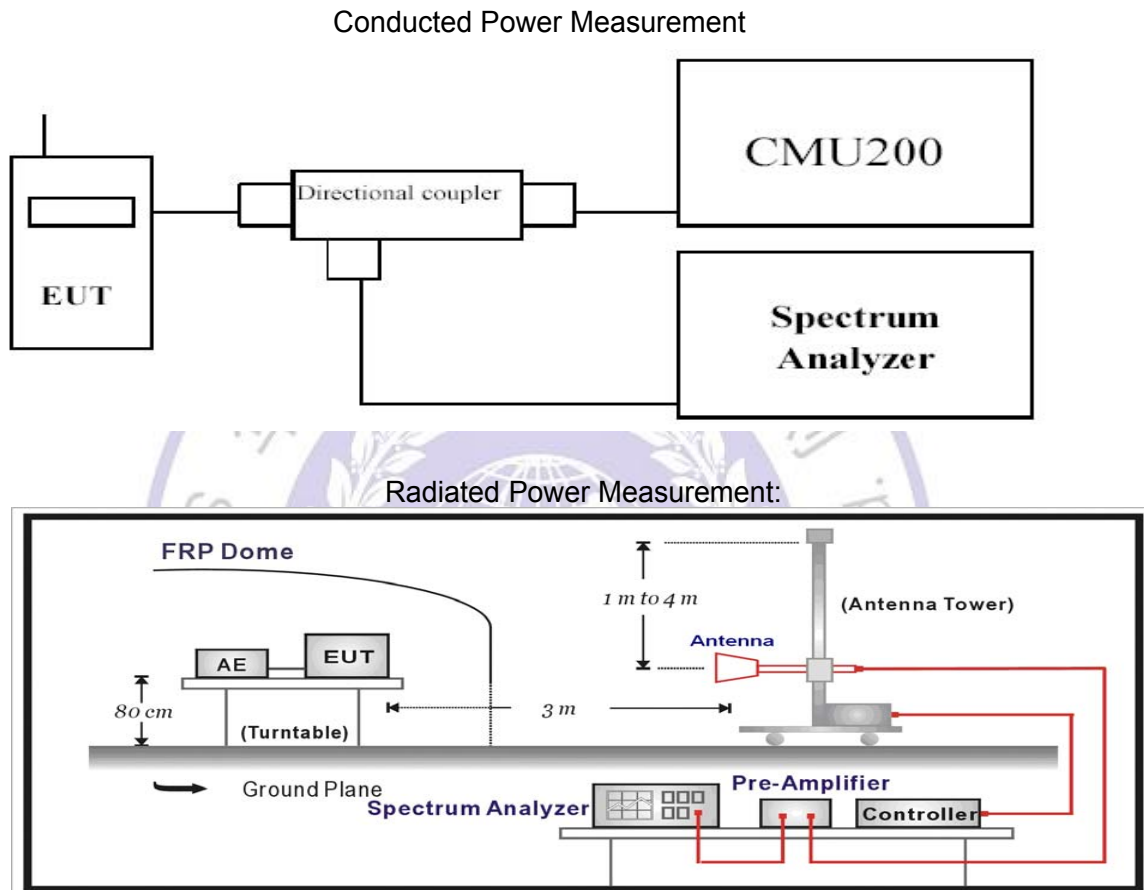 Conducted Power Measurement
CMU200
Directional coupler
EUT
Spectrum
Analyzer
Radiated Power Measurement:
FRP Dome
1 m to 4 m
(Antenna Tower)
Antenna
AE
EUT
80 cm
3 m
(Turntable)
Ground Plane
Pre-Amplifier
Spectrum Analyzer
Controller